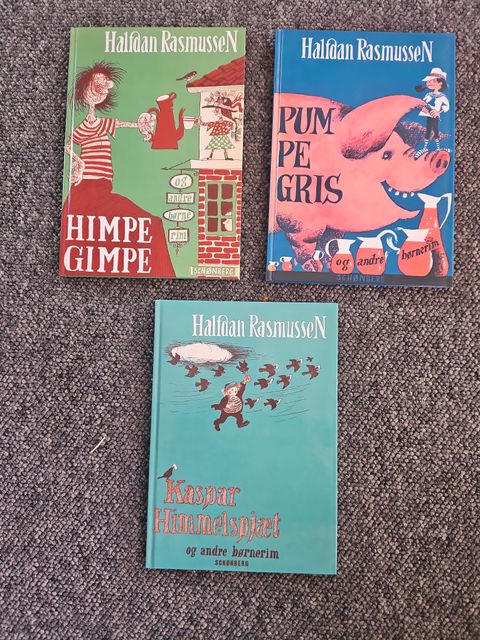 Halfdan RasmusseN
og
andre
børne
rim
HIMPE
GIMPE
SCHØNBERG
Halfdan RasmusseN
PUM
PE
GRIS
og andre børnerim
SCHØNBERG
Halfdan RasmusseN
Kaspar
Himmelspjæt
og andre børnerim
SCHØNBERG